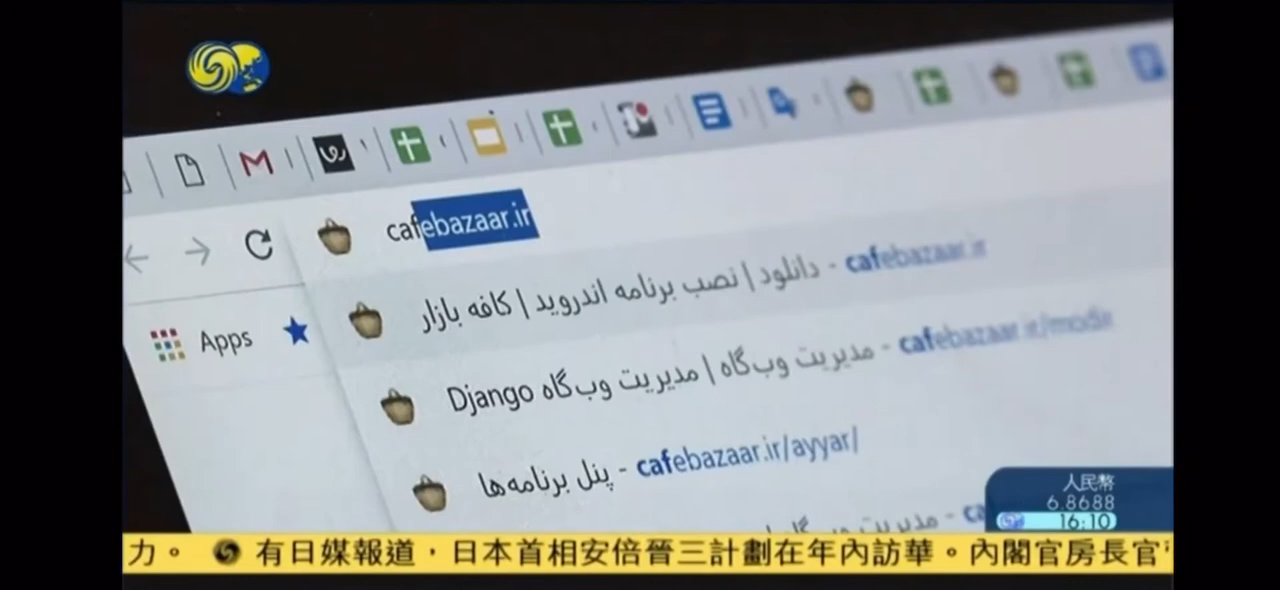 cafebazaar.ir
دانلود | نصب برنامه اندروید | کافه بازار - cafebazaar.ir
Apps
مدیریت وب‌گاه | مدیریت وب‌گاه Django - cafebazaar.ir/modir
پنل برنامه‌ها - cafebazaar.ir/ayyar/
مدیریت - ca
人民幣
6.8688
16:10
力。 有日媒報道，日本首相安倍晉三計劃在年內訪華。內閣官房長官